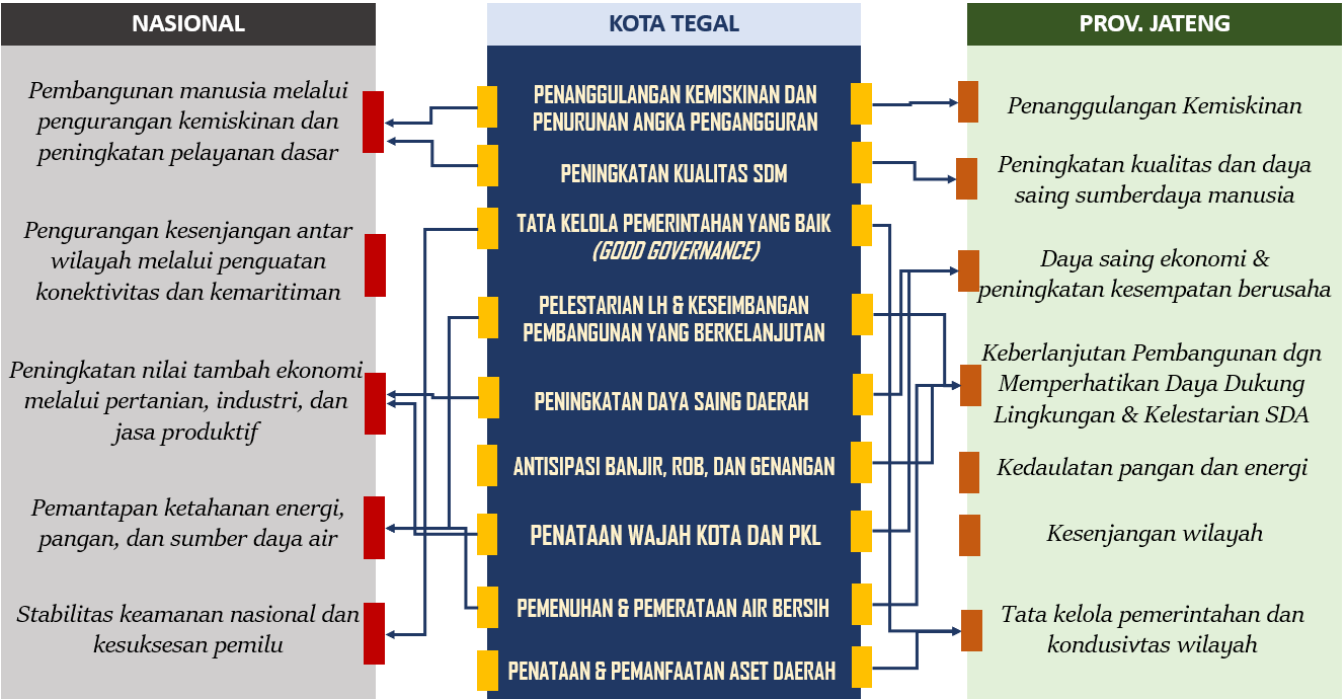 NASIONAL
Pembangunan manusia melalui
pengurangan kemiskinan dan
peningkatan pelayanan dasar
Pengurangan kesenjangan antar
wilayah melalui penguatan
konektivitas dan kemaritiman
Peningkatan nilai tambah ekonomi
melalui pertanian, industri, dan
jasa produktif
Pemantapan ketahanan energi,
pangan, dan sumber daya air
Stabilitas keamanan nasional dan
kesuksesan pemilu
KOTA TEGAL
PENANGGULANGAN KEMISKINAN DAN
PENURUNAN ANGKA PENGANGGURAN
PENINGKATAN KUALITAS SDM
TATA KELOLA PEMERINTAHAN YANG BAIK
(GOOD GOVERNANCE)
PELESTARIAN LH & KESEIMBANGAN
PEMBANGUNAN YANG BERKELANJUTAN
PENINGKATAN DAYA SAING DAERAH
ANTISIPASI BANJIR, ROB, DAN GENANGAN
PENATAAN WAJAH KOTA DAN PKL
PEMENUHAN & PEMERATAAN AIR BERSIH
PENATAAN & PEMANFAATAN ASET DAERAH
PROV. JATENG
Penanggulangan Kemiskinan
Peningkatan kualitas dan daya
saing sumberdaya manusia
Daya saing ekonomi &
peningkatan kesempatan berusaha
Keberlanjutan Pembangunan dgn
Memperhatikan Daya Dukung
Lingkungan & Kelestarian SDA
Kedaulatan pangan dan energi
Kesenjangan wilayah
Tata kelola pemerintahan dan
kondusivtas wilayah